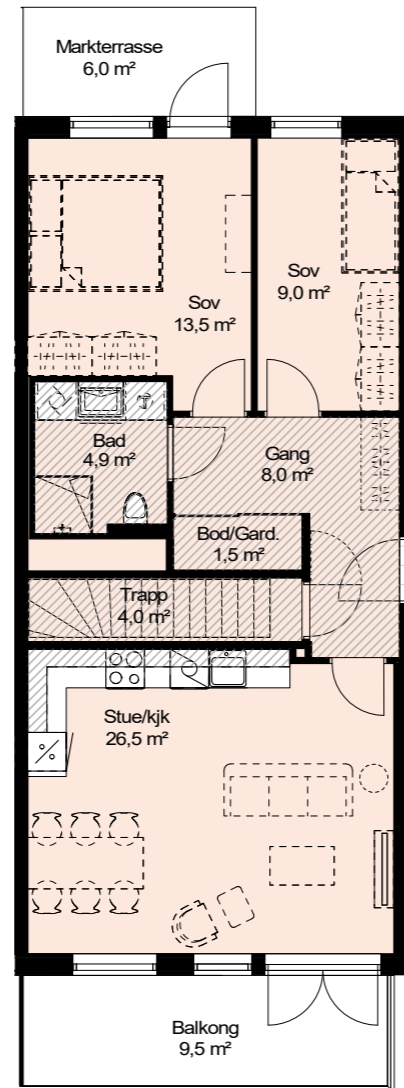 Markterrasse
6,0 m²
Sov
9,0 m²
Sov
13,5 m²
Bad
4,9 m²
Gang
8,0 m²
Bod/Gard.
1,5 m²
Trapp
4,0 m²
Stue/kjk
26,5 m²
Balkong
9,5 m²